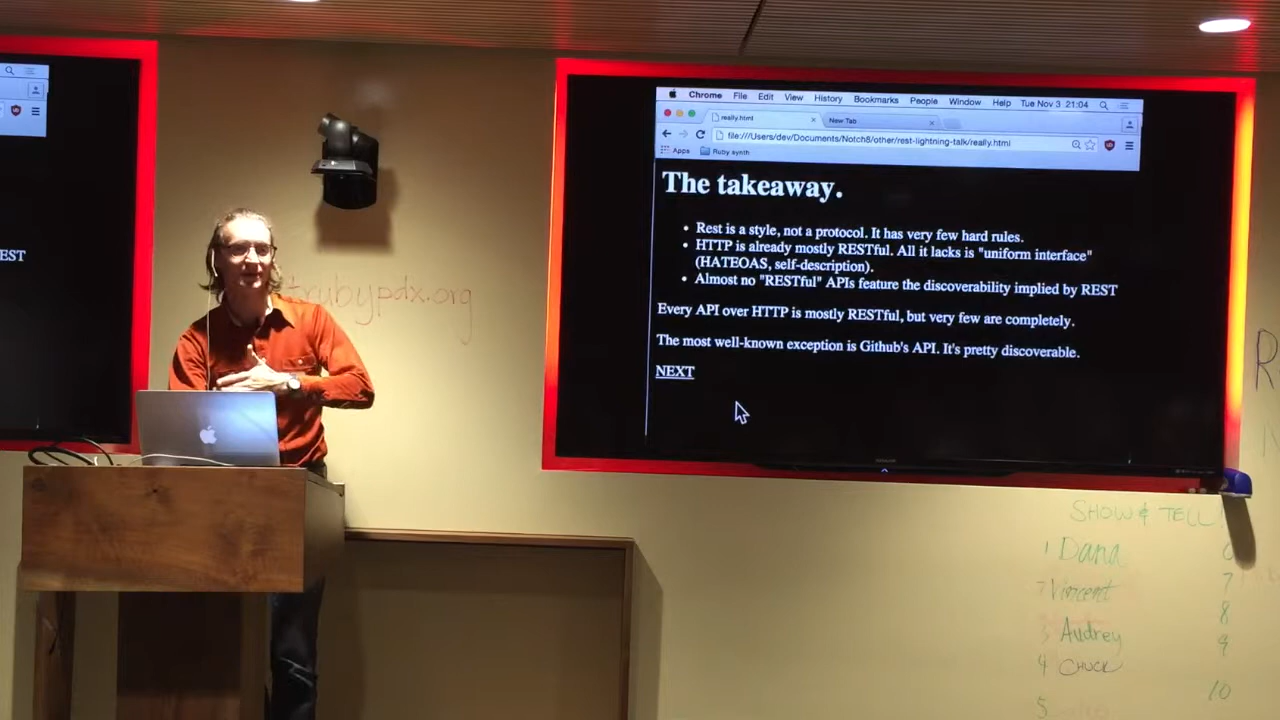 EST
trubypdx.org
Chrome File Edit View History Bookmarks People Window Help Tue Nov 3 21:04
really.html New Tab
file:///Users/dev/Documents/Notch8/other/rest-lightning-talk/really.html
Apps Ruby synth
The takeaway.
• Rest is a style, not a protocol. It has very few hard rules.
• HTTP is already mostly RESTful. All it lacks is "uniform interface"
(HATEOAS, self-description).
• Almost no "RESTful" APIs feature the discoverability implied by REST
Every API over HTTP is mostly RESTful, but very few are completely.
The most well-known exception is Github's API. It's pretty discoverable.
NEXT
SHOW & TELL!
1 Dana 6
2 Vincent 7
3 Audrey 8
4 CHUCK 9
5 10